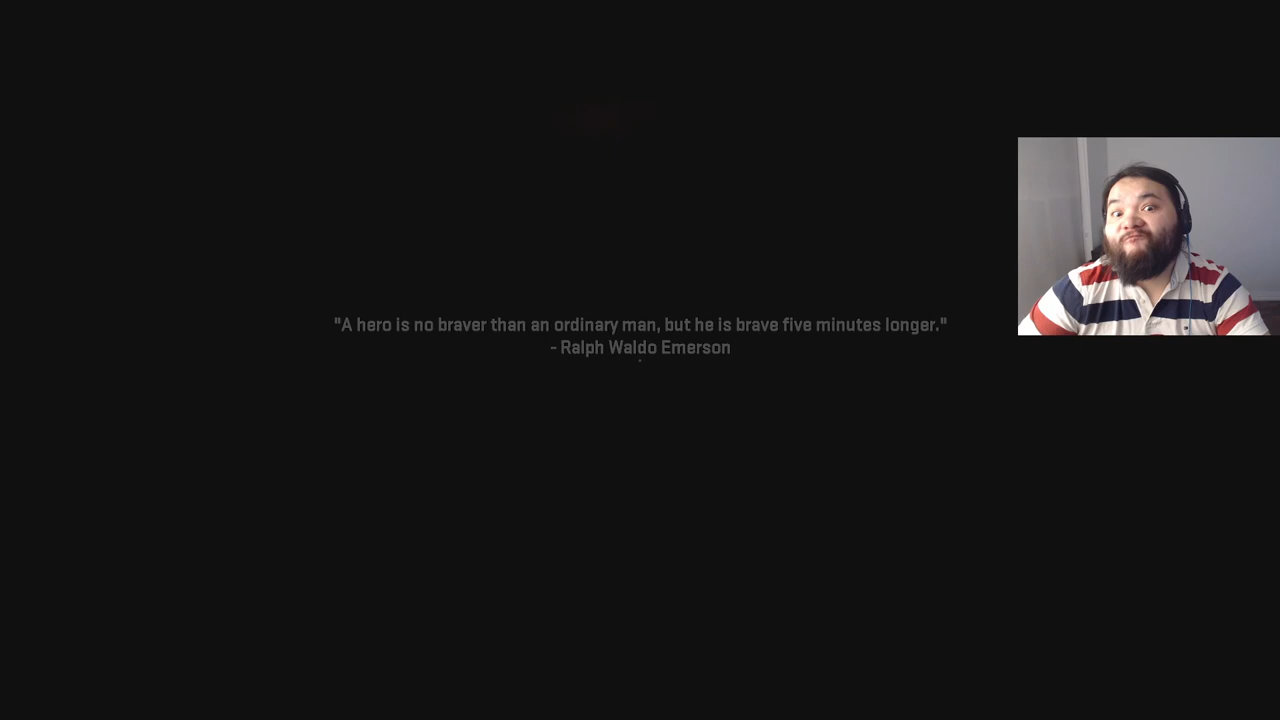 "A hero is no braver than an ordinary man, but he is brave five minutes longer."
- Ralph Waldo Emerson